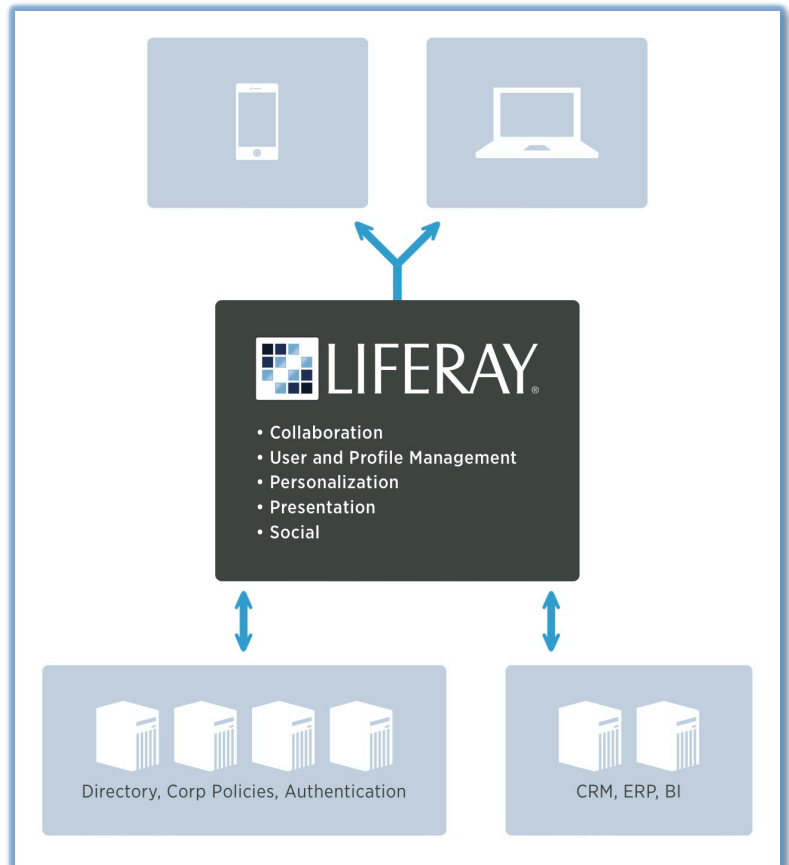 LIFERAY®
• Collaboration
• User and Profile Management
• Personalization
• Presentation
• Social
Directory, Corp Policies, Authentication
CRM, ERP, BI